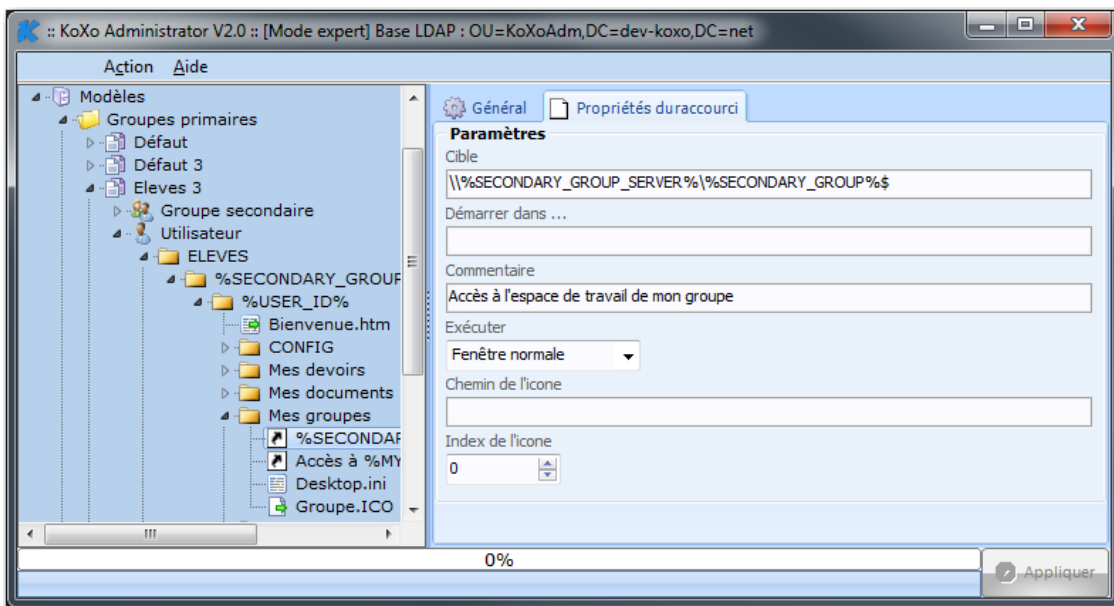 :: KoXo Administrator V2.0 :: [Mode expert] Base LDAP : OU=KoXoAdm,DC=dev-koxo,DC=net
Action Aide
Modèles
Groupes primaires
Défaut
Défaut 3
Eleves 3
Groupe secondaire
Utilisateur
ELEVES
%SECONDARY_GROUP
%USER_ID%
Bienvenue.htm
CONFIG
Mes devoirs
Mes documents
Mes groupes
%SECONDAR
Accès à %MY
Desktop.ini
Groupe.ICO
Général Propriétés du raccourci
Paramètres
Cible
\\%SECONDARY_GROUP_SERVER%\%SECONDARY_GROUP%$
Démarrer dans ...
Commentaire
Accès à l'espace de travail de mon groupe
Exécuter
Fenêtre normale
Chemin de l'icone
Index de l'icone
0
0%
Appliquer